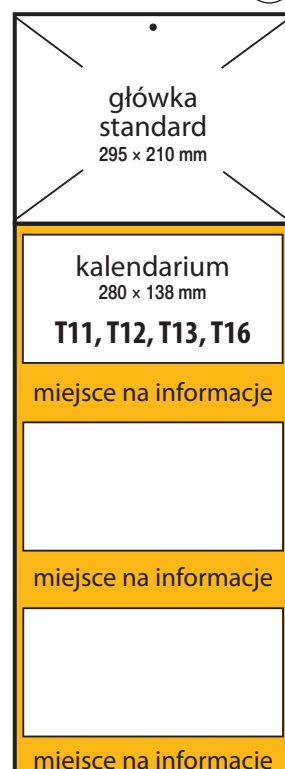 główka
standard
295 × 210 mm
kalendarium
280 × 138 mm
T11, T12, T13, T16
miejsce na informacje
miejsce na informacje
miejsce na informacje